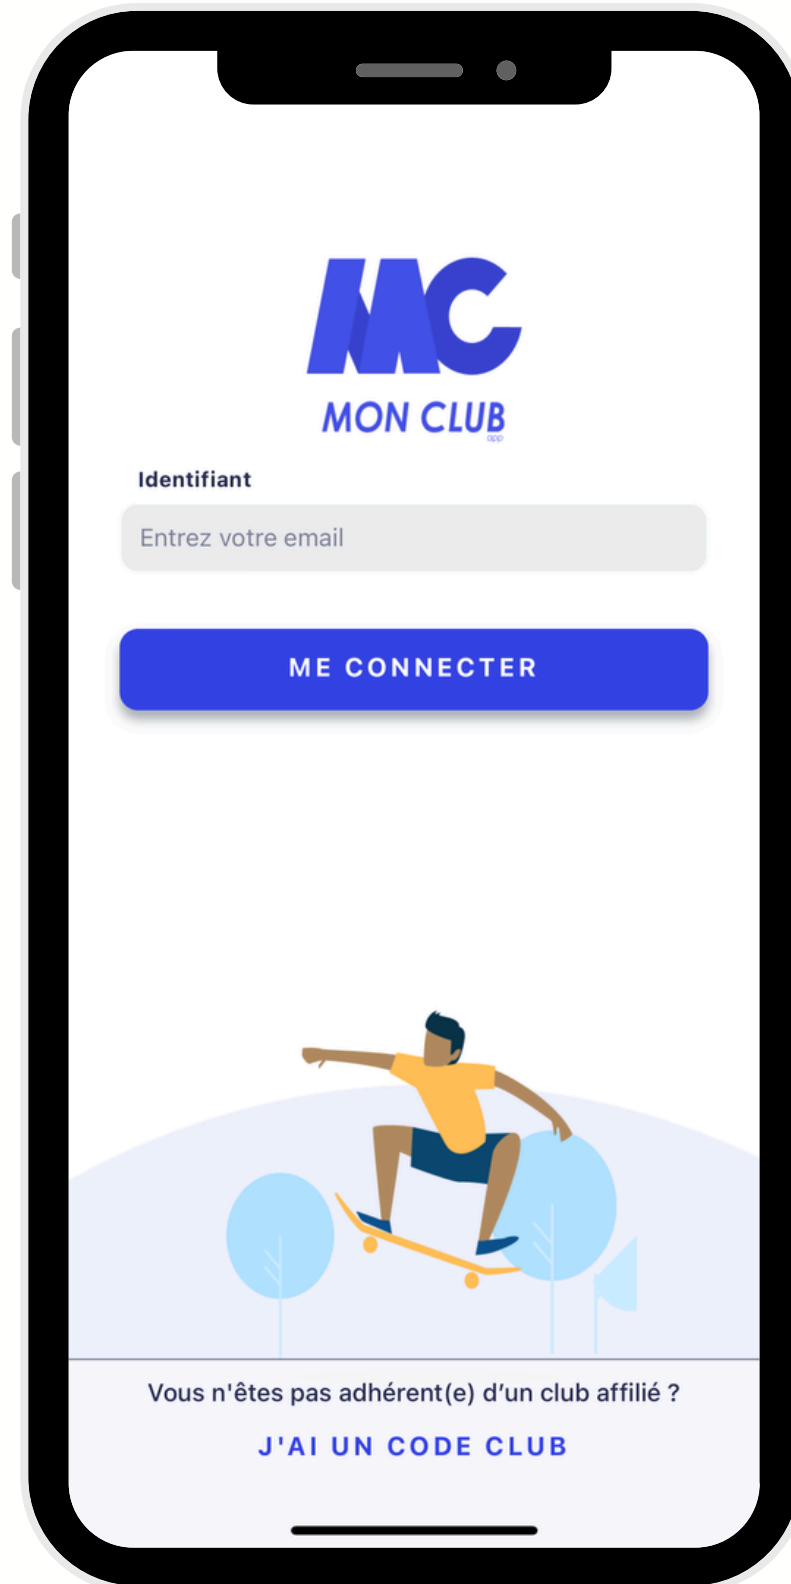 MC
MON CLUB
app
Identifiant
Entrez votre email
ME CONNECTER
Vous n'êtes pas adhérent(e) d’un club affilié ?
J'AI UN CODE CLUB